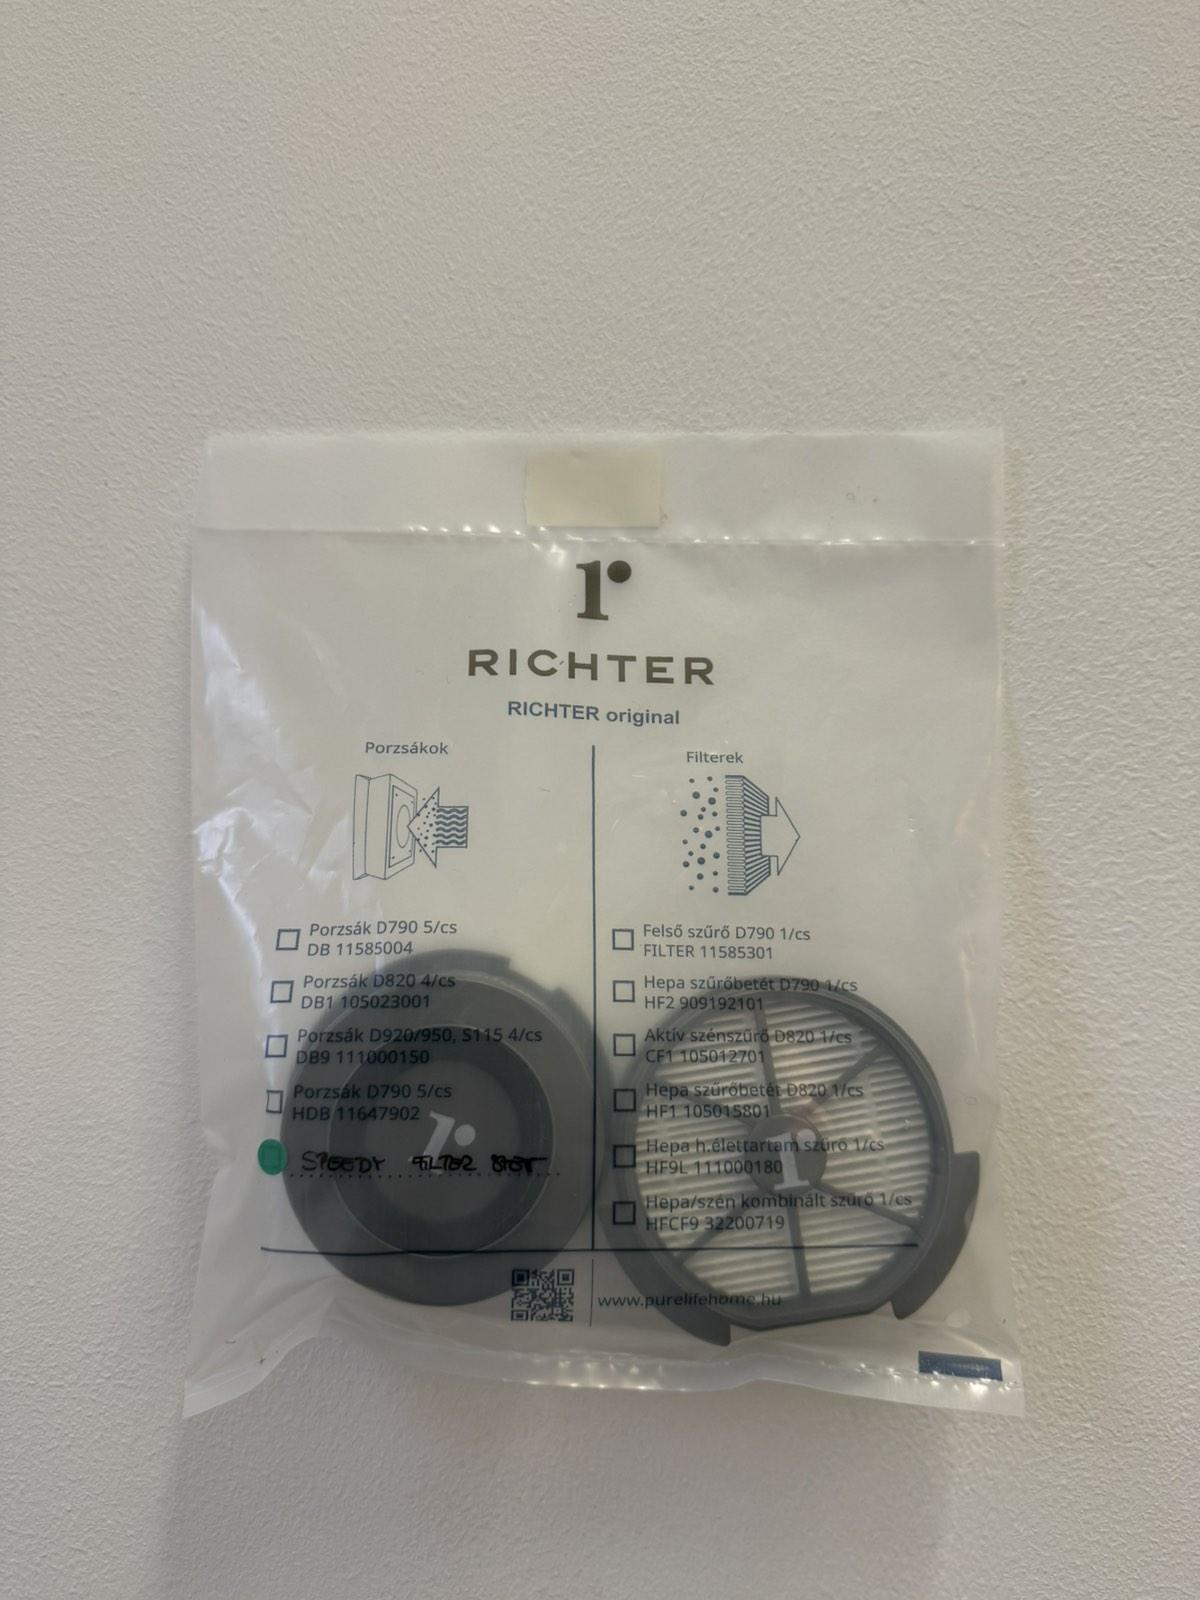 RICHTER
RICHTER original
Porzsákok
Porzsák D790 5/cs
DB 11585004
Porzsák D820 4/cs
DB1 105023001
Porzsák D920/950, S115 4/cs
DB9 111000150
Porzsák D790 5/cs
HDB 11647902
SPEEDY FILTER
Filterek
Felső szűrő D790 1/cs
FILTER 11585301
Hepa szűrőbetét D790 1/cs
HF2 909192101
Aktív szénszűrő D820 1/cs
CF1 105012701
Hepa szűrőbetét D820 1/cs
HF1 105015801
Hepa h.élettartam szűrő 1/cs
HF9L 111000180
Hepa/szén kombinált szűrő 1/cs
HFCF9 32200719
www.purelifehome.hu